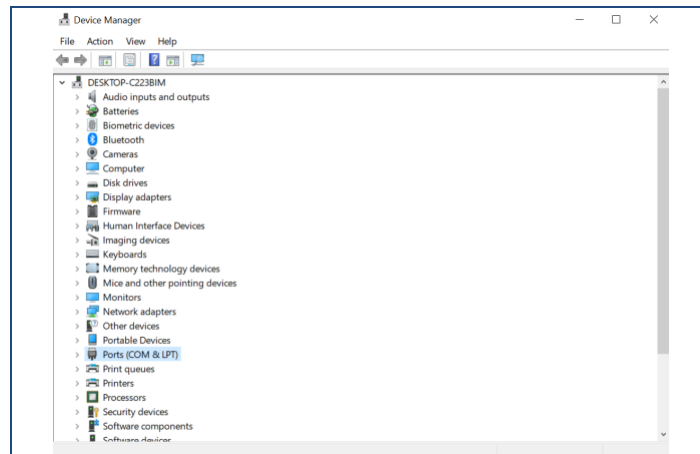 Device Manager
File Action View Help
DESKTOP-C223BIM
Audio inputs and outputs
Batteries
Biometric devices
Bluetooth
Cameras
Computer
Disk drives
Display adapters
Firmware
Human Interface Devices
Imaging devices
Keyboards
Memory technology devices
Mice and other pointing devices
Monitors
Network adapters
Other devices
Portable Devices
Ports (COM & LPT)
Print queues
Printers
Processors
Security devices
Software components
Software devices